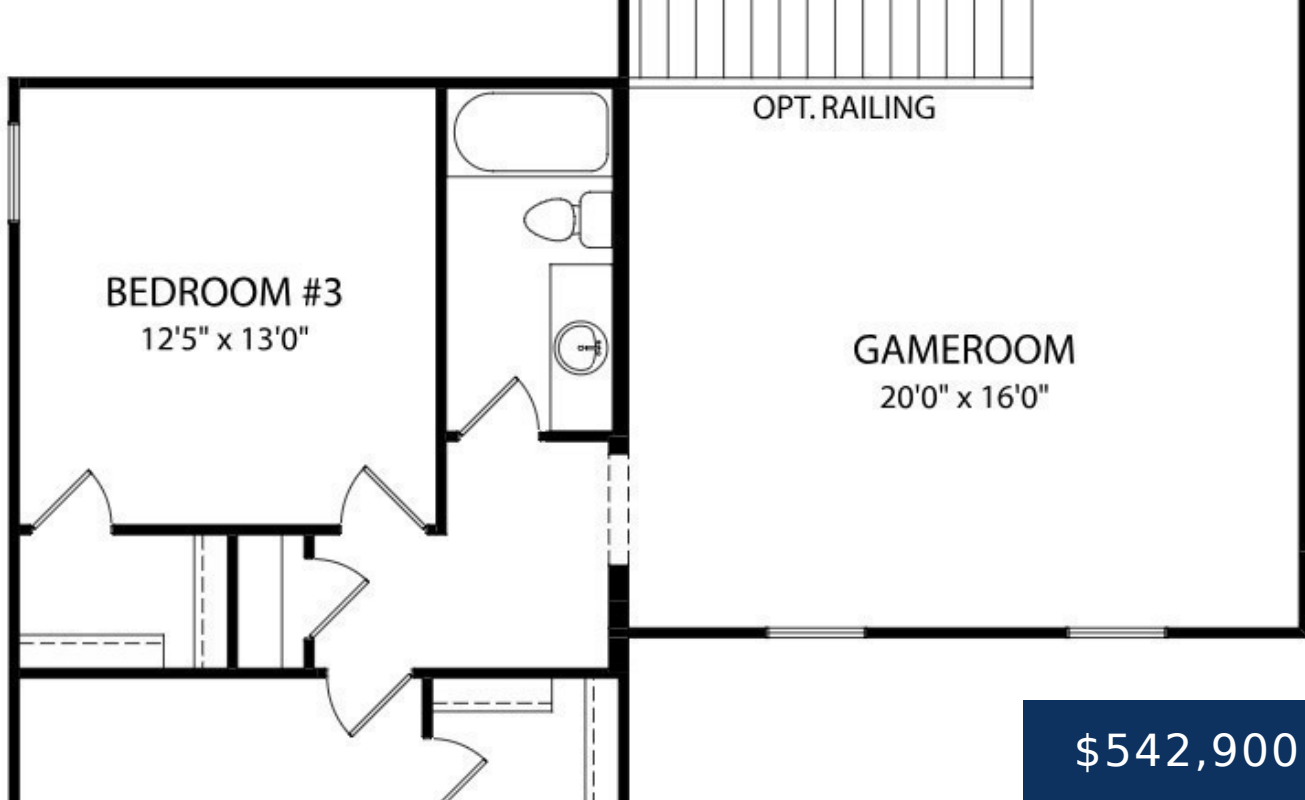 OPT. RAILING
BEDROOM #3
12'5" x 13'0"
GAMEROOM
20'0" x 16'0"
$542,900